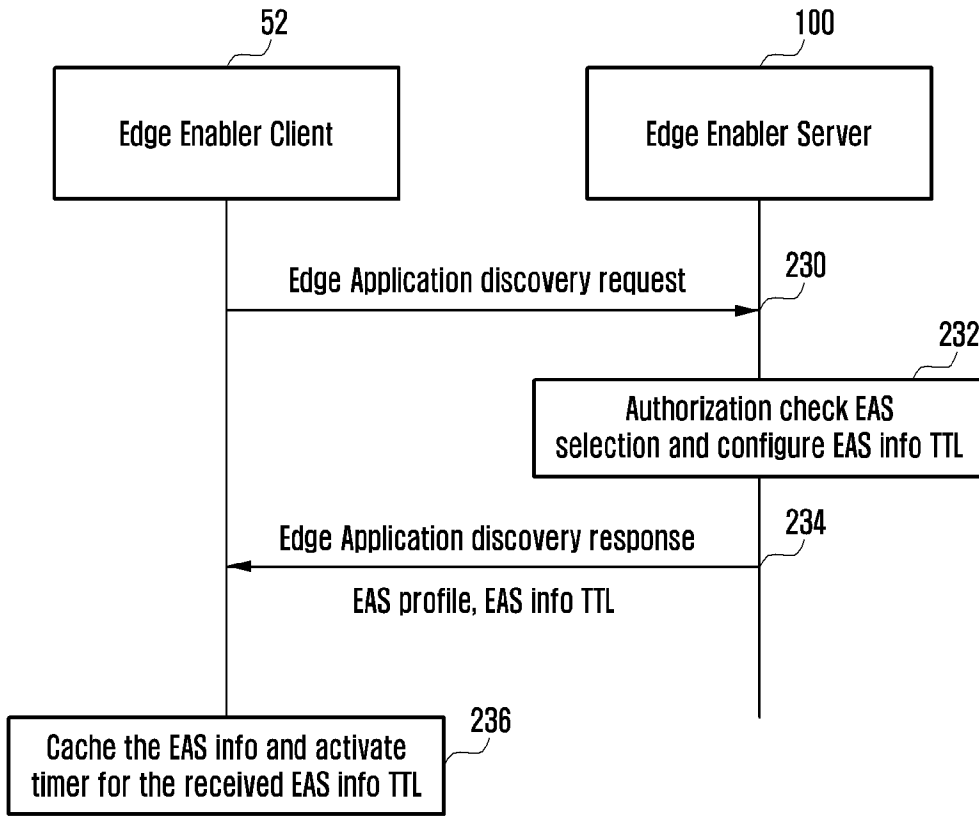 52
100
Edge Enabler Client
Edge Enabler Server
Edge Application discovery request
230
232
Authorization check EAS
selection and configure EAS info TTL
Edge Application discovery response
234
EAS profile, EAS info TTL
236
Cache the EAS info and activate
timer for the received EAS info TTL